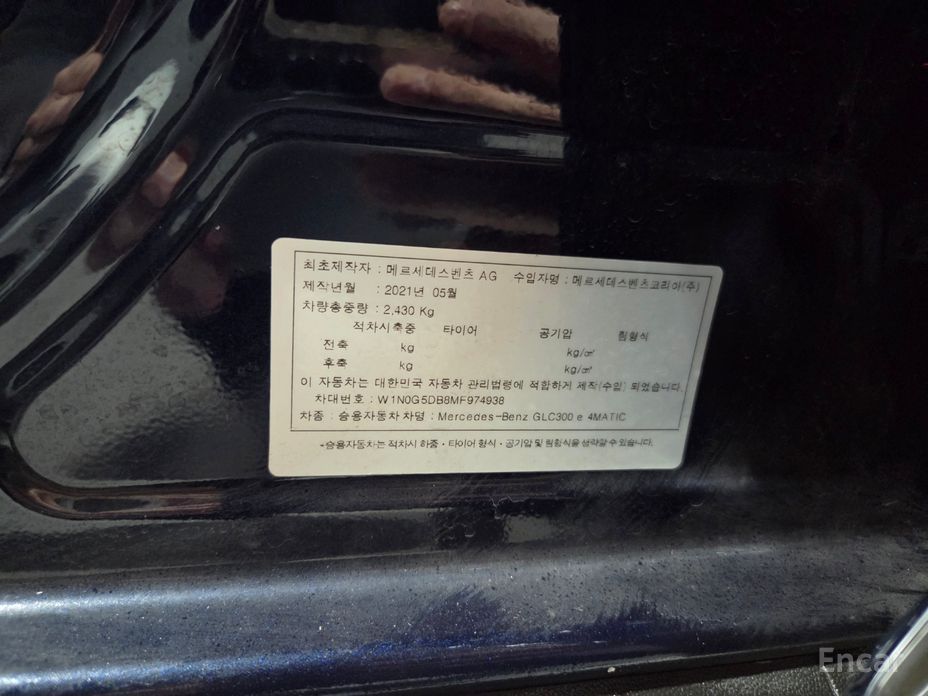 최초제작자 : 메르세데스벤츠 AG 수입자명 : 메르세데스벤츠코리아(주)
제작년월 : 2021년 05월
차량총중량 : 2,430 Kg
적차시축중 타이어 공기압 림형식
전축 kg kg/㎠
후축 kg kg/㎠
이 자동차는 대한민국 자동차 관리법령에 적합하게 제작(수입) 되었습니다.
차대번호 : W1N0G5DB8MF974938
차종 : 승용자동차 차명 : Mercedes-Benz GLC300 e 4MATIC
*승용자동차는 적차시 하중·타이어 형식·공기압 및 림형식을 생략할 수 있습니다.
Encar